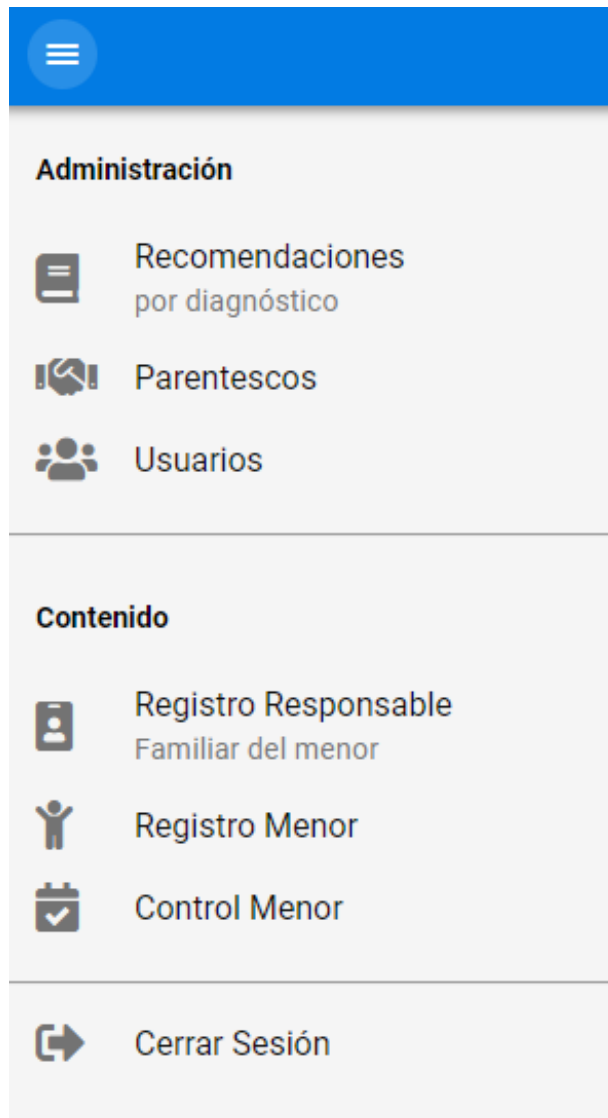 Administración
Recomendaciones
por diagnóstico
Parentescos
Usuarios
Contenido
Registro Responsable
Familiar del menor
Registro Menor
Control Menor
Cerrar Sesión